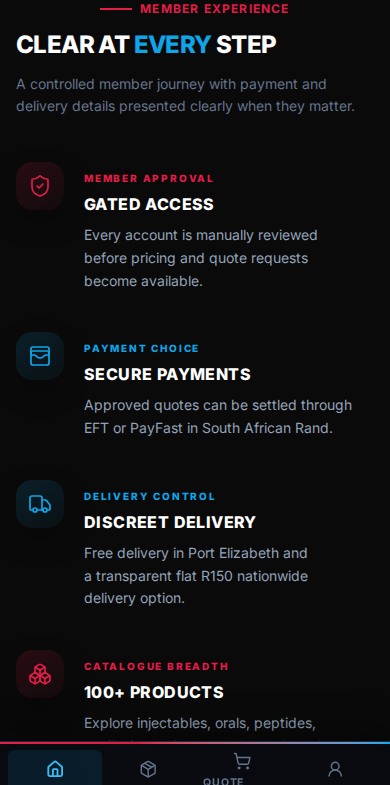 MEMBER EXPERIENCE
CLEAR AT EVERY STEP
A controlled member journey with payment and
delivery details presented clearly when they matter.
MEMBER APPROVAL
GATED ACCESS
Every account is manually reviewed
before pricing and quote requests
become available.
PAYMENT CHOICE
SECURE PAYMENTS
Approved quotes can be settled through
EFT or PayFast in South African Rand.
DELIVERY CONTROL
DISCREET DELIVERY
Free delivery in Port Elizabeth and
a transparent flat R150 nationwide
delivery option.
CATALOGUE BREADTH
100+ PRODUCTS
Explore injectables, orals, peptides,
QUOTE